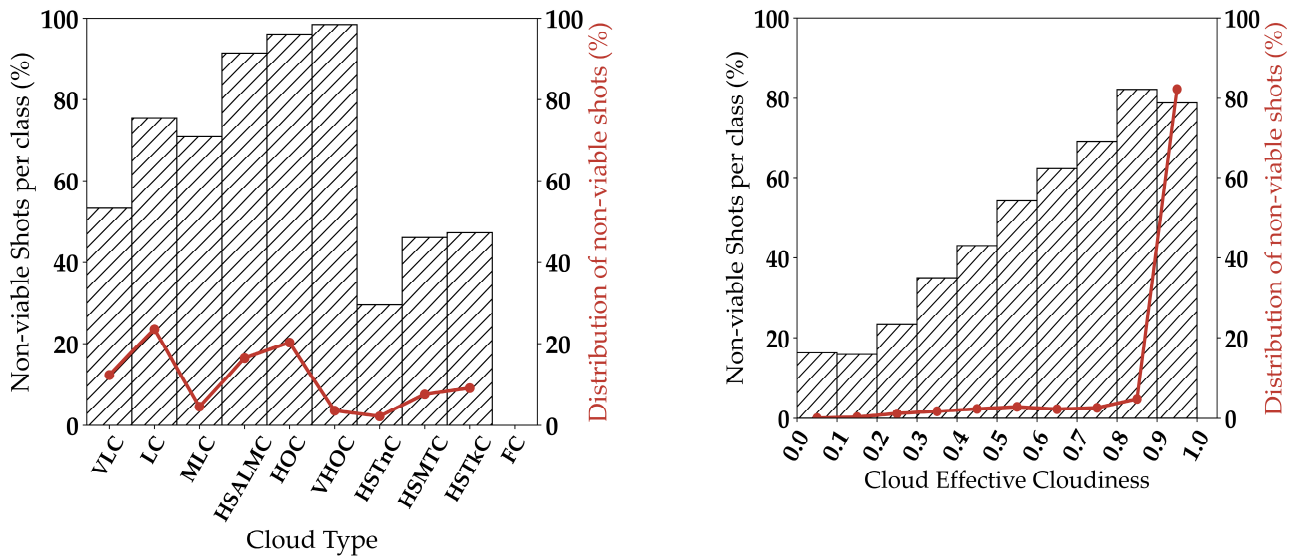 Non-viable Shots per class (%)
100
80
60
40
20
0
100
80
60
40
20
0
Distribution of non-viable shots (%)
VLC
LC
MLC
HSALMC
HOC
VHOC
HSTnC
HSMTC
HSTkC
FC
Cloud Type
Non-viable Shots per class (%)
100
80
60
40
20
0
100
80
60
40
20
0
Distribution of non-viable shots (%)
0.0
0.1
0.2
0.3
0.4
0.5
0.6
0.7
0.8
0.9
1.0
Cloud Effective Cloudiness